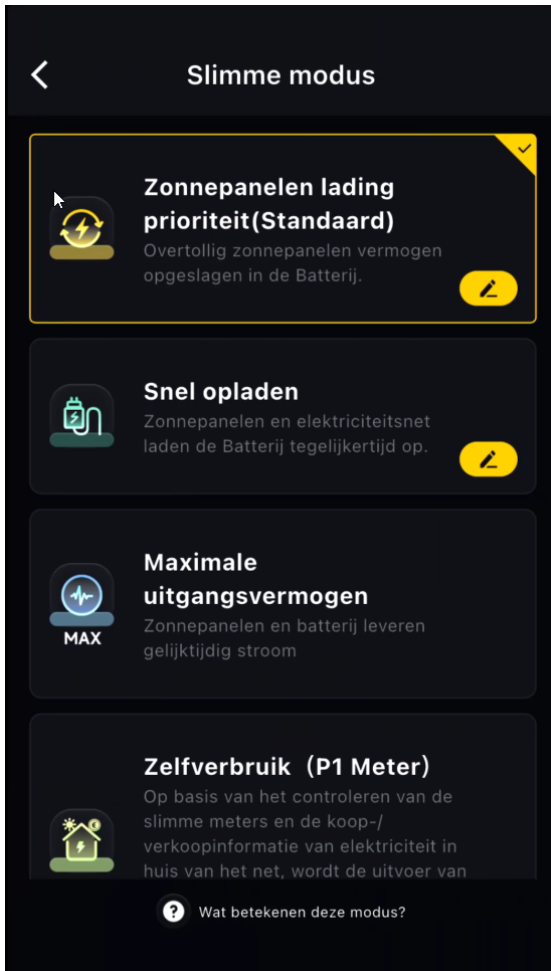 Slimme modus
Zonnepanelen lading
prioriteit(Standaard)
Overtollig zonnepanelen vermogen
opgeslagen in de Batterij.
Snel opladen
Zonnepanelen en elektriciteitsnet
laden de Batterij tegelijkertijd op.
MAX
Maximale
uitgangsvermogen
Zonnepanelen en batterij leveren
gelijktijdig stroom
Zelfverbruik（P1 Meter）
Op basis van het controleren van de
slimme meters en de koop-/
verkoopinformatie van elektriciteit in
huis van het net, wordt de uitvoer van
? Wat betekenen deze modus?